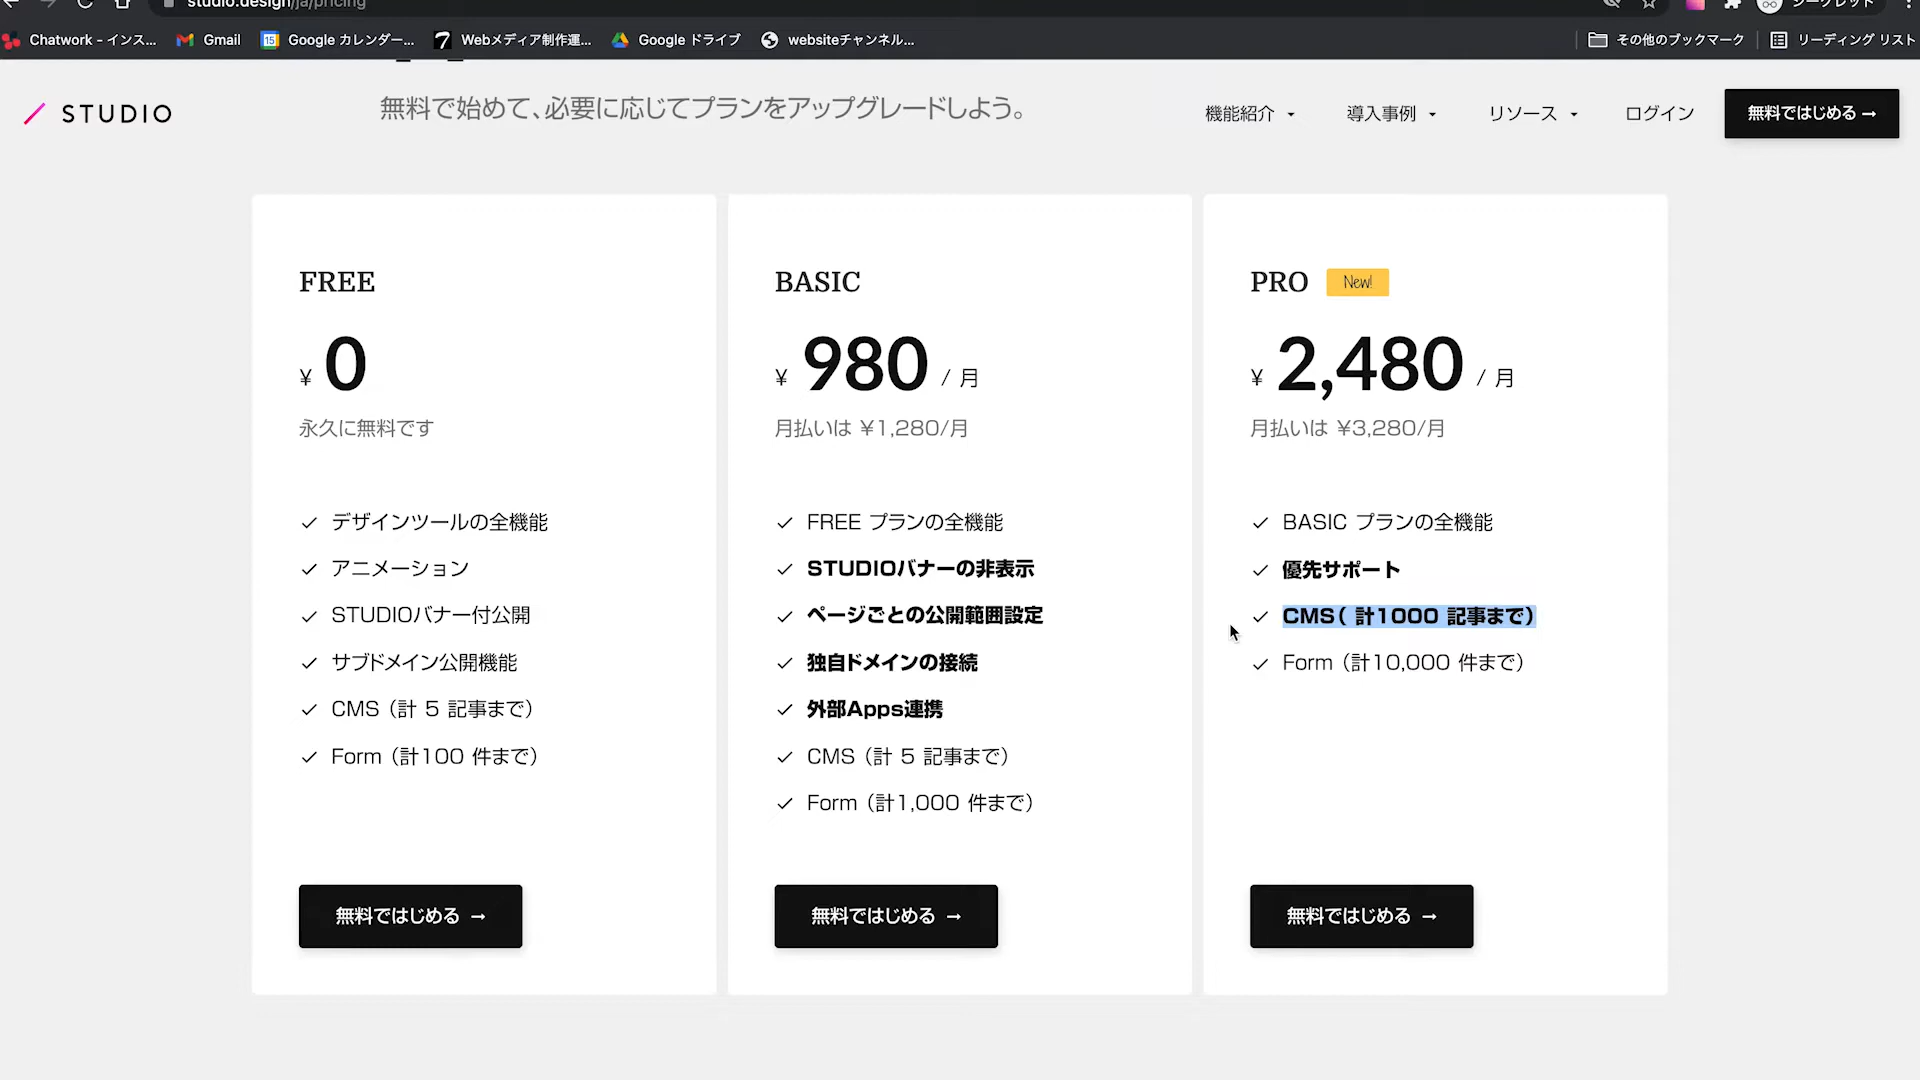 studio.design/ja/pricing
シークレット
Chatwork - インス...
Gmail
15
Google カレンダー...
Webメディア制作運...
Google ドライブ
websiteチャンネル...
その他のブックマーク
リーディング リスト
STUDIO
無料で始めて、必要に応じてプランをアップグレードしよう。
機能紹介
導入事例
リソース
ログイン
無料ではじめる →
FREE
¥ 0
永久に無料です
デザインツールの全機能
アニメーション
STUDIOバナー付公開
サブドメイン公開機能
CMS（計 5 記事まで）
Form（計100 件まで）
無料ではじめる →
BASIC
¥ 980 / 月
月払いは ¥1,280/月
FREE プランの全機能
STUDIOバナーの非表示
ページごとの公開範囲設定
独自ドメインの接続
外部Apps連携
CMS（計 5 記事まで）
Form（計1,000 件まで）
無料ではじめる →
PRO New!
¥ 2,480 / 月
月払いは ¥3,280/月
BASIC プランの全機能
優先サポート
CMS（ 計1000 記事まで）
Form（計10,000 件まで）
無料ではじめる →